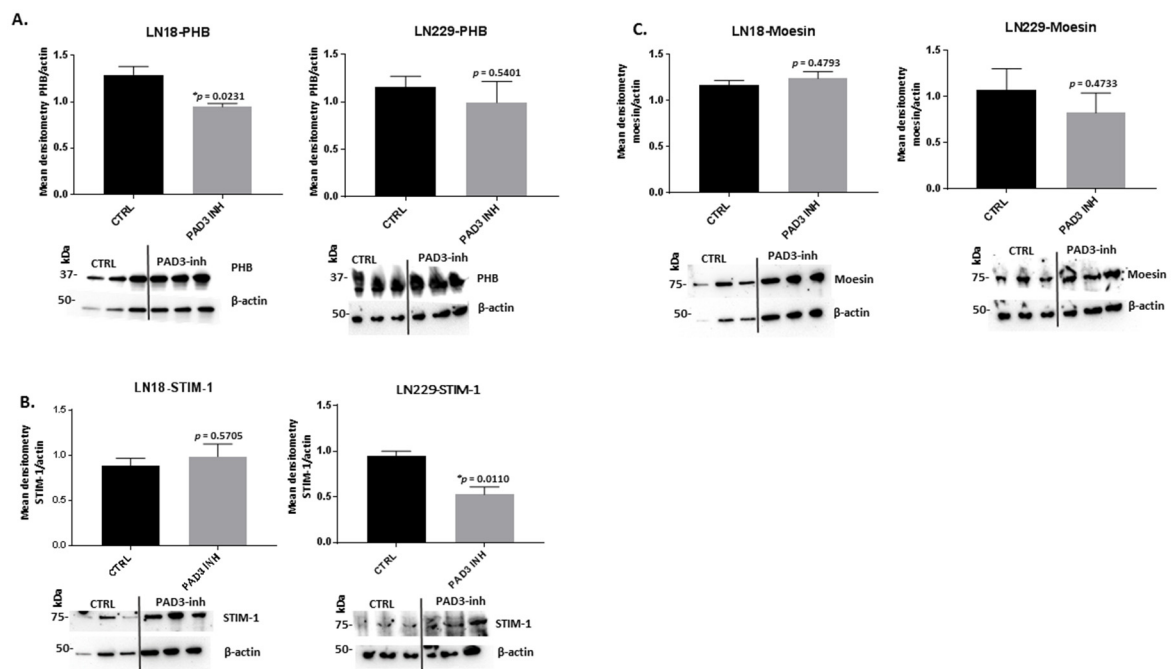 A.
LN18-PHB
Mean densitometry PHB/actin
1.5
1.0
0.5
0.0
*p = 0.0231
CTRL
PAD3 INH
kDa
CTRL
PAD3-inh
37-
PHB
50-
β-actin
LN229-PHB
Mean densitometry PHB/actin
1.5
1.0
0.5
0.0
p = 0.5401
CTRL
PAD3 INH
kDa
CTRL
PAD3-inh
37-
PHB
50-
β-actin
B.
LN18-STIM-1
Mean densitometry
STIM-1/actin
1.5
1.0
0.5
0.0
p = 0.5705
CTRL
PAD3 INH
kDa
CTRL
PAD3-inh
75-
STIM-1
50-
β-actin
LN229-STIM-1
Mean densitometry
STIM-1/actin
1.5
1.0
0.5
0.0
*p = 0.0110
CTRL
PAD3 INH
kDa
CTRL
PAD3-inh
75-
STIM-1
50-
β-actin
C.
LN18-Moesin
Mean densitometry
moesin/actin
1.5
1.0
0.5
0.0
p = 0.4793
CTRL
PAD3 INH
kDa
CTRL
PAD3-inh
75-
Moesin
50-
β-actin
LN229-Moesin
Mean densitometry
moesin/actin
1.5
1.0
0.5
0.0
p = 0.4733
CTRL
PAD3 INH
kDa
CTRL
PAD3-inh
75-
Moesin
50-
β-actin